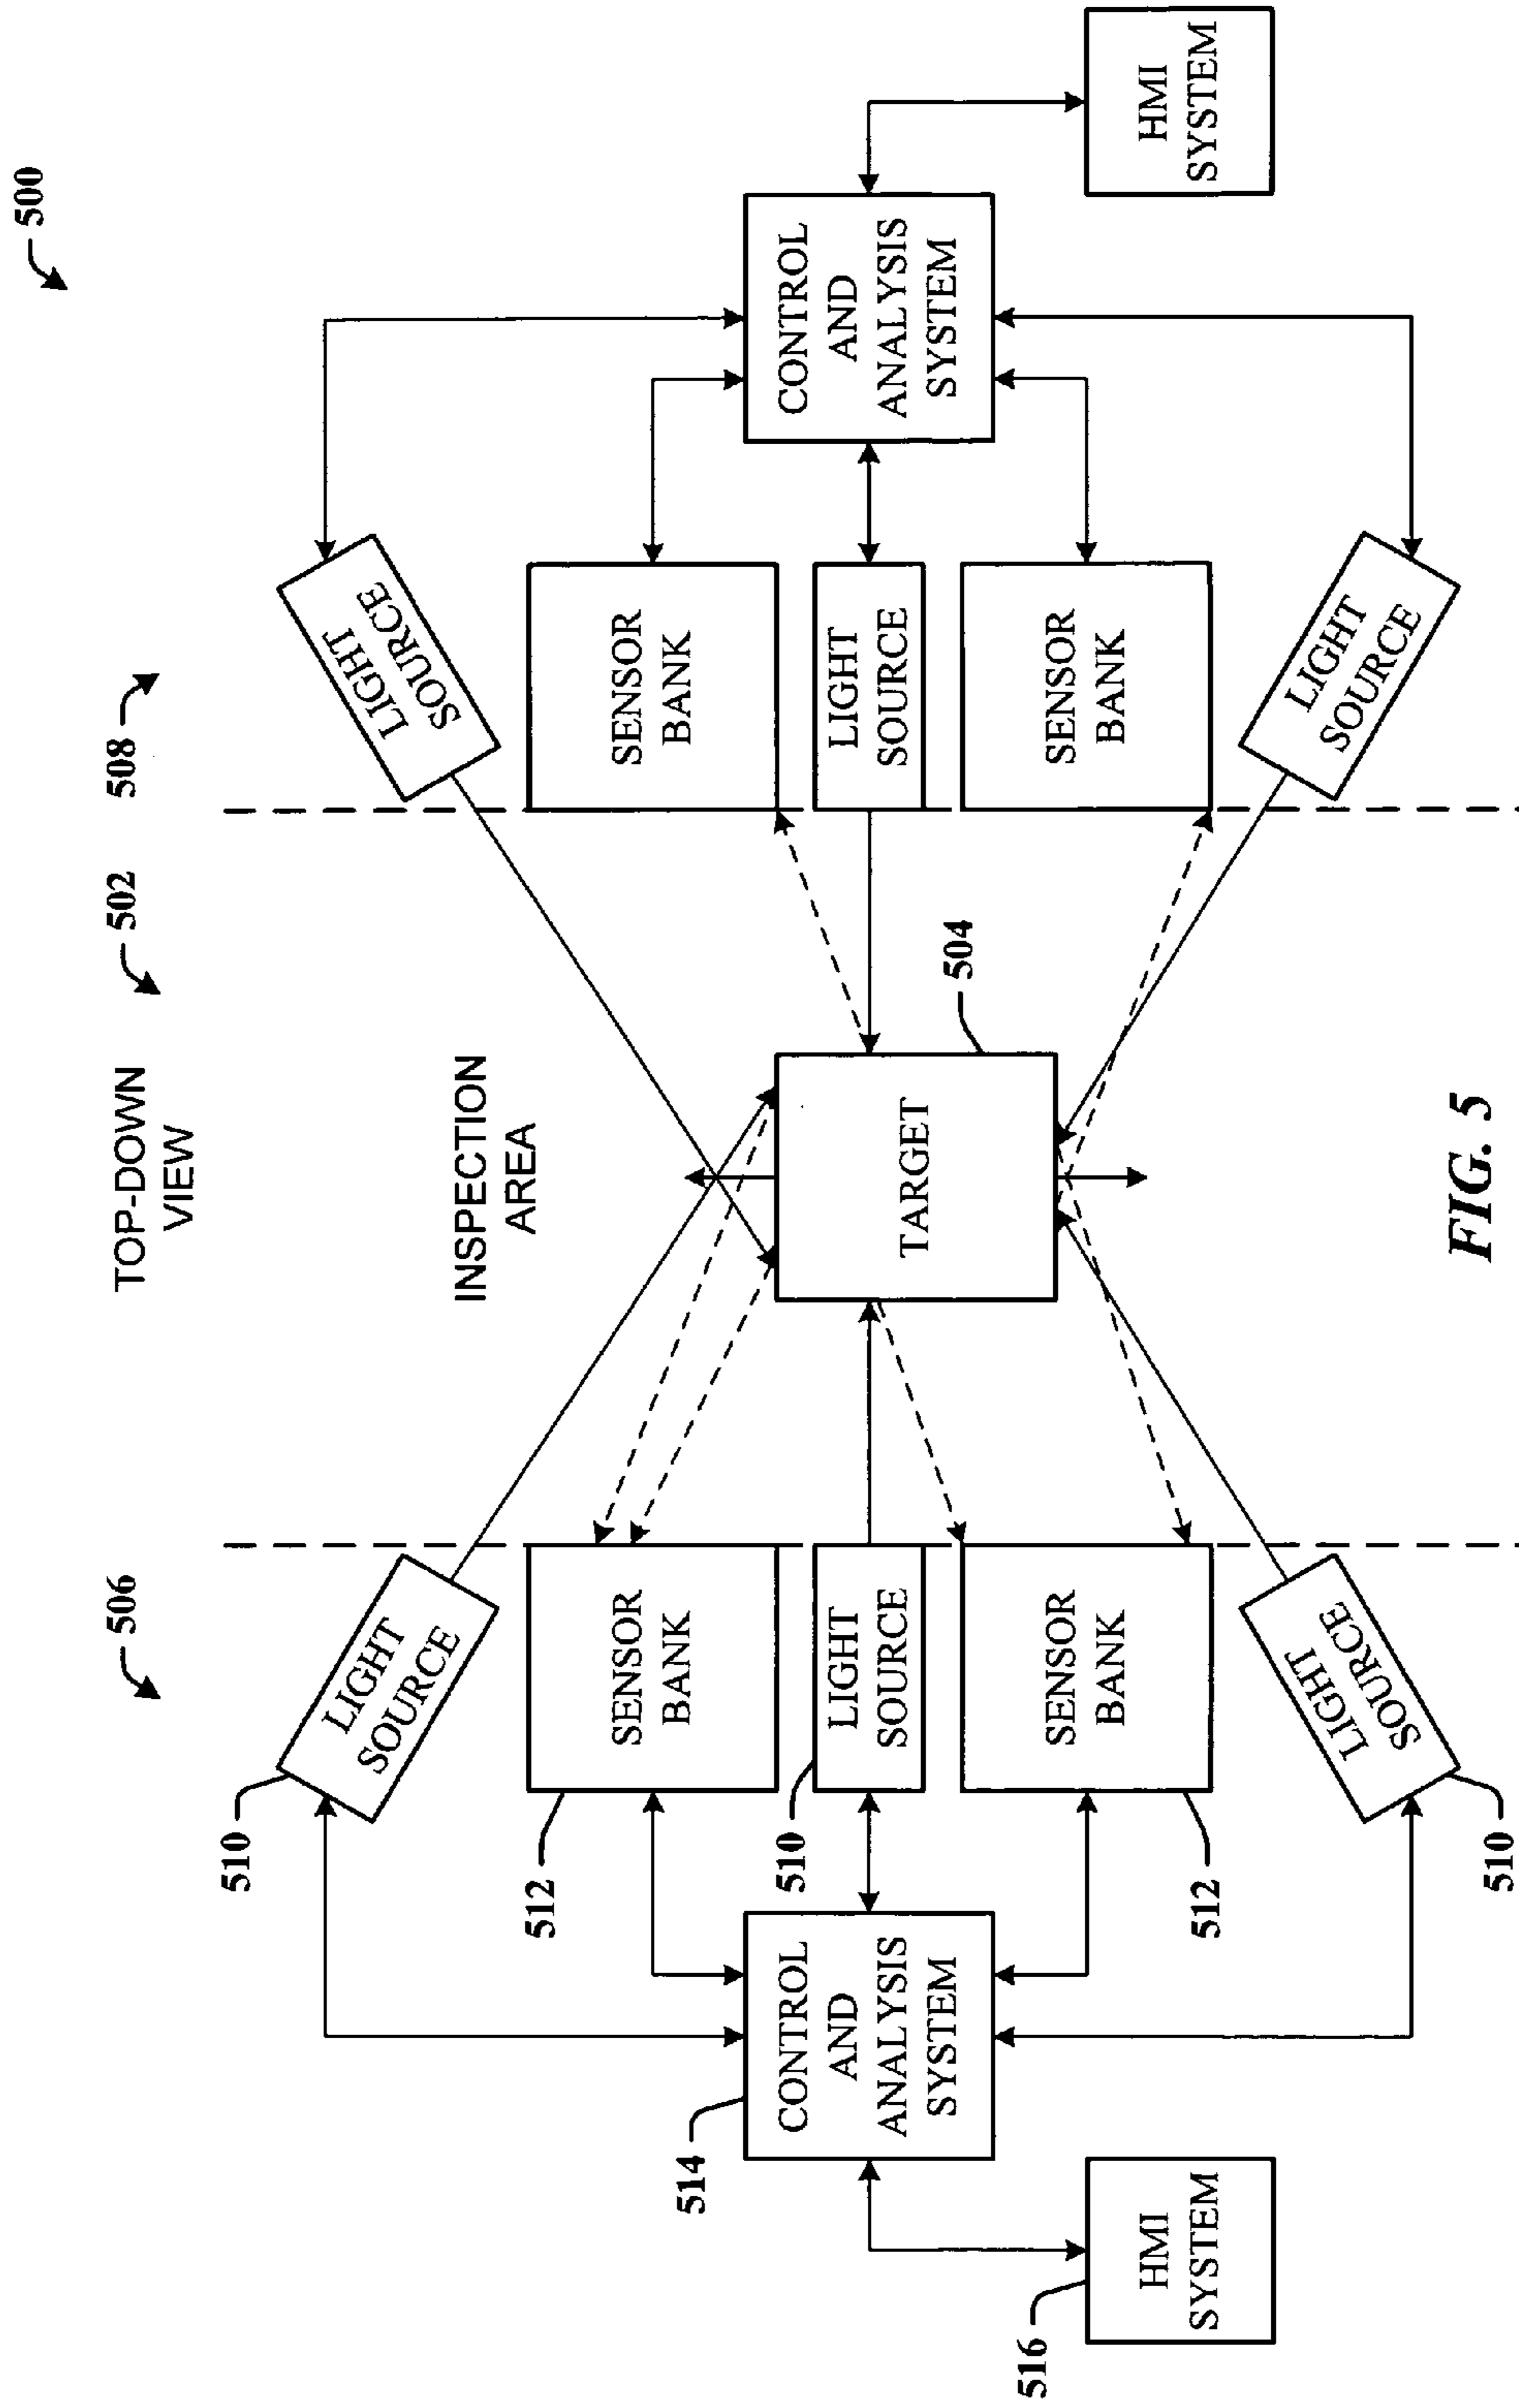 500
TOP-DOWN
VIEW
506
502
508
INSPECTION
AREA
510
LIGHT
SOURCE
LIGHT
SOURCE
512
SENSOR
BANK
SENSOR
BANK
514
CONTROL
AND
ANALYSIS
SYSTEM
510
LIGHT
SOURCE
TARGET
504
LIGHT
SOURCE
CONTROL
AND
ANALYSIS
SYSTEM
516
HMI
SYSTEM
512
SENSOR
BANK
SENSOR
BANK
HMI
SYSTEM
510
LIGHT
SOURCE
LIGHT
SOURCE
FIG. 5